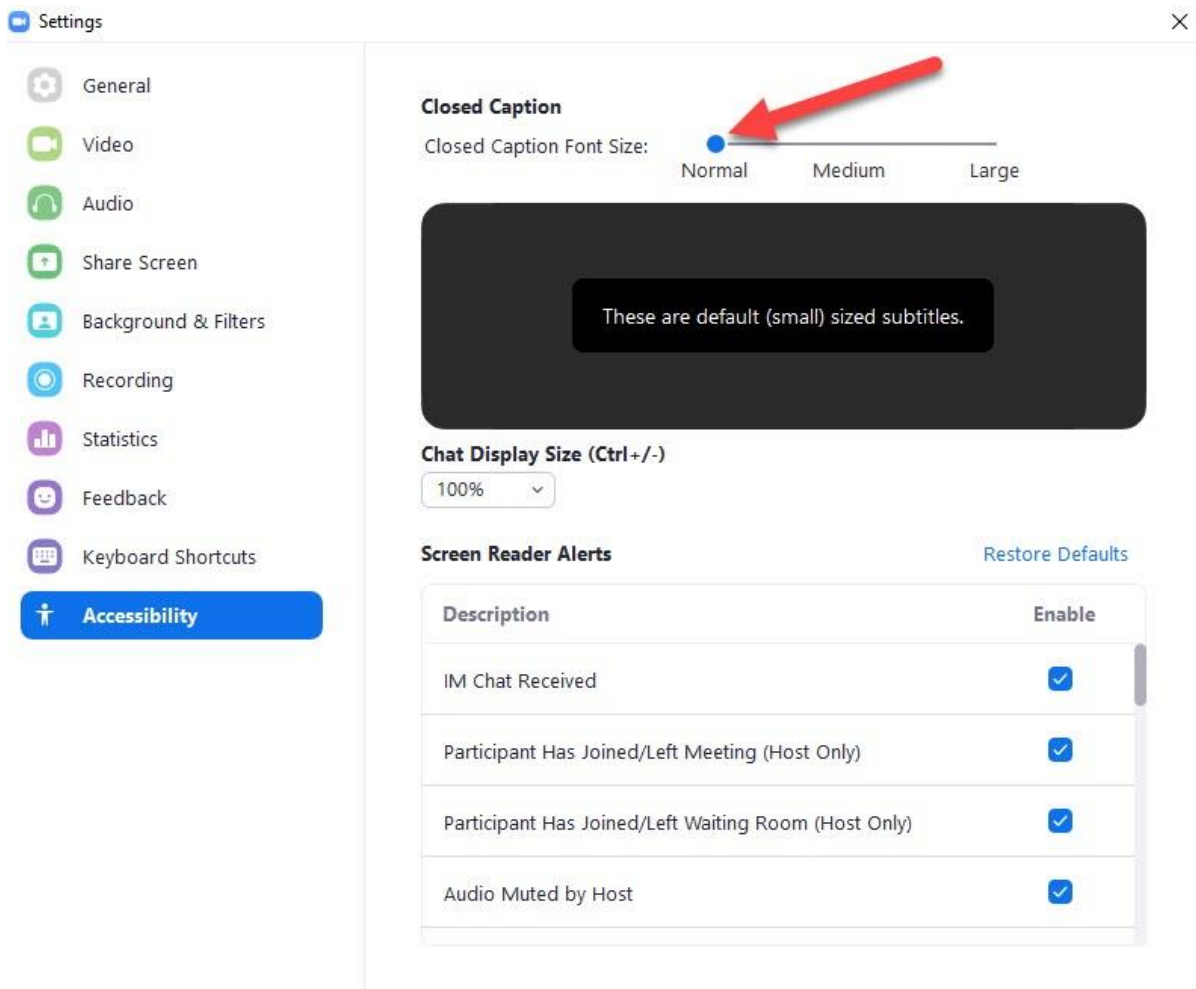 Settings
General
Video
Audio
Share Screen
Background & Filters
Recording
Statistics
Feedback
Keyboard Shortcuts
Accessibility
Closed Caption
Closed Caption Font Size:
Normal Medium Large
These are default (small) sized subtitles.
Chat Display Size (Ctrl+/-)
100%
Screen Reader Alerts Restore Defaults
Description Enable
IM Chat Received
Participant Has Joined/Left Meeting (Host Only)
Participant Has Joined/Left Waiting Room (Host Only)
Audio Muted by Host